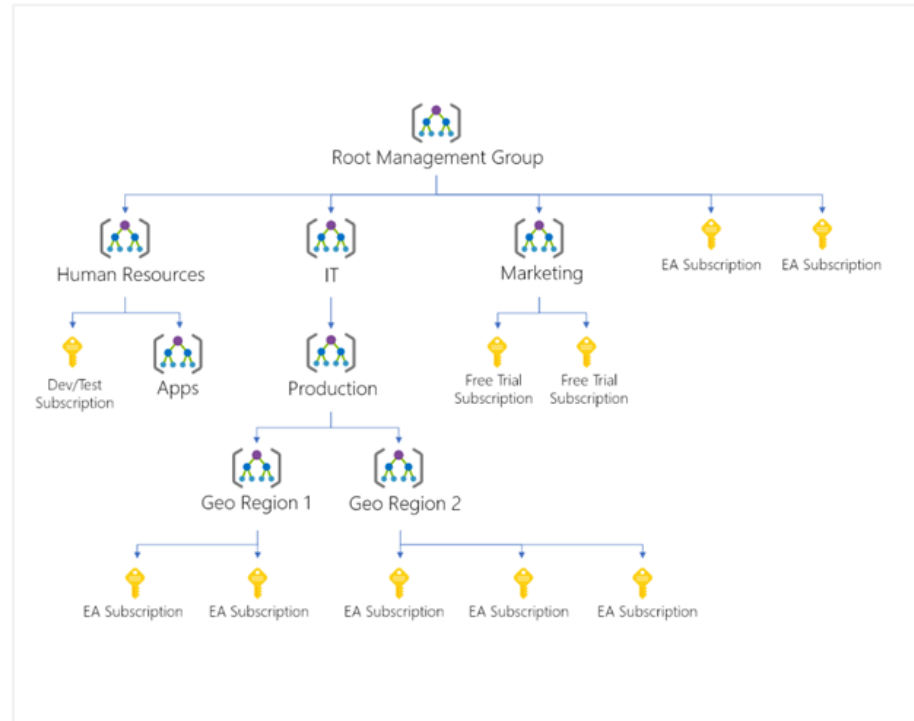 Root Management Group
Human Resources
IT
Marketing
EA Subscription
EA Subscription
Dev/Test
Subscription
Apps
Production
Free Trial
Subscription
Free Trial
Subscription
Geo Region 1
Geo Region 2
EA Subscription
EA Subscription
EA Subscription
EA Subscription
EA Subscription